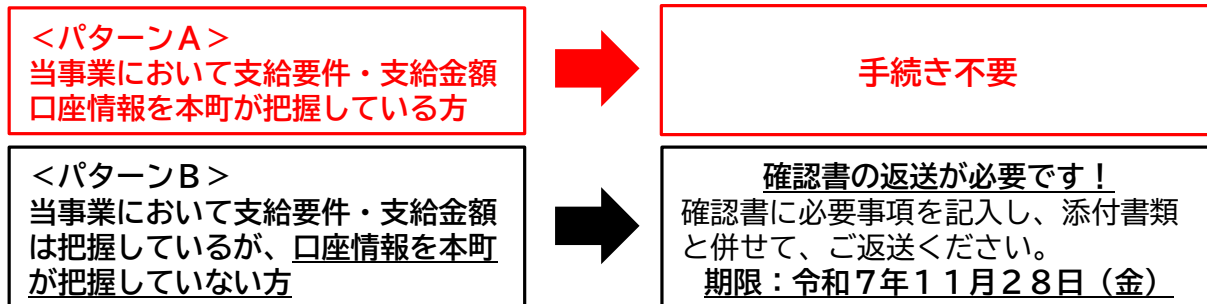 ＜パターンＡ＞
当事業において支給要件・支給金額
口座情報を本町が把握している方
手続き不要
＜パターンＢ＞
当事業において支給要件・支給金額
は把握しているが、口座情報を本町
が把握していない方
確認書の返送が必要です！
確認書に必要事項を記入し、添付書類
と併せて、ご返送ください。
期限：令和７年１１月２８日（金）